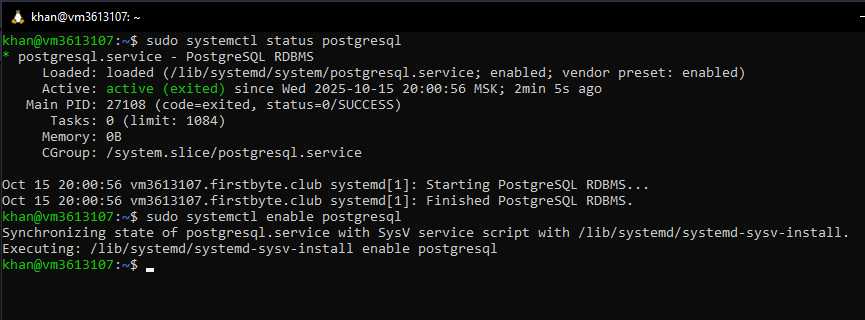 khan@vm3613107: ~
khan@vm3613107:~$ sudo systemctl status postgresql
* postgresql.service - PostgreSQL RDBMS
Loaded: loaded (/lib/systemd/system/postgresql.service; enabled; vendor preset: enabled)
Active: active (exited) since Wed 2025-10-15 20:00:56 MSK; 2min 5s ago
Main PID: 27108 (code=exited, status=0/SUCCESS)
Tasks: 0 (limit: 1084)
Memory: 0B
CGroup: /system.slice/postgresql.service
Oct 15 20:00:56 vm3613107.firstbyte.club systemd[1]: Starting PostgreSQL RDBMS...
Oct 15 20:00:56 vm3613107.firstbyte.club systemd[1]: Finished PostgreSQL RDBMS.
khan@vm3613107:~$ sudo systemctl enable postgresql
Synchronizing state of postgresql.service with SysV service script with /lib/systemd/systemd-sysv-install.
Executing: /lib/systemd/systemd-sysv-install enable postgresql
khan@vm3613107:~$